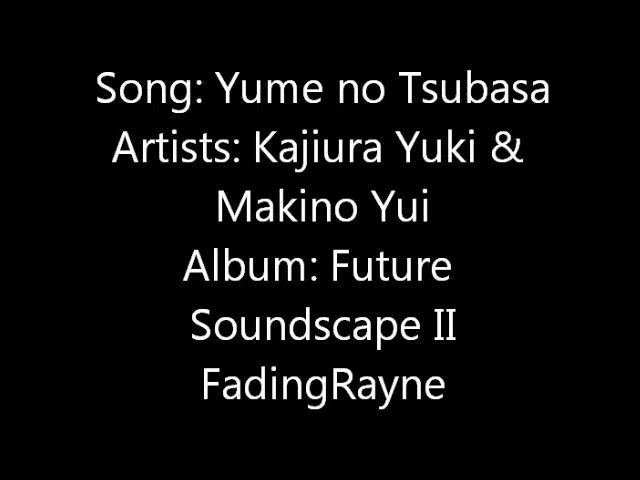 Song: Yume no Tsubasa
Artists: Kajiura Yuki &
Makino Yui
Album: Future
Soundscape II
FadingRayne